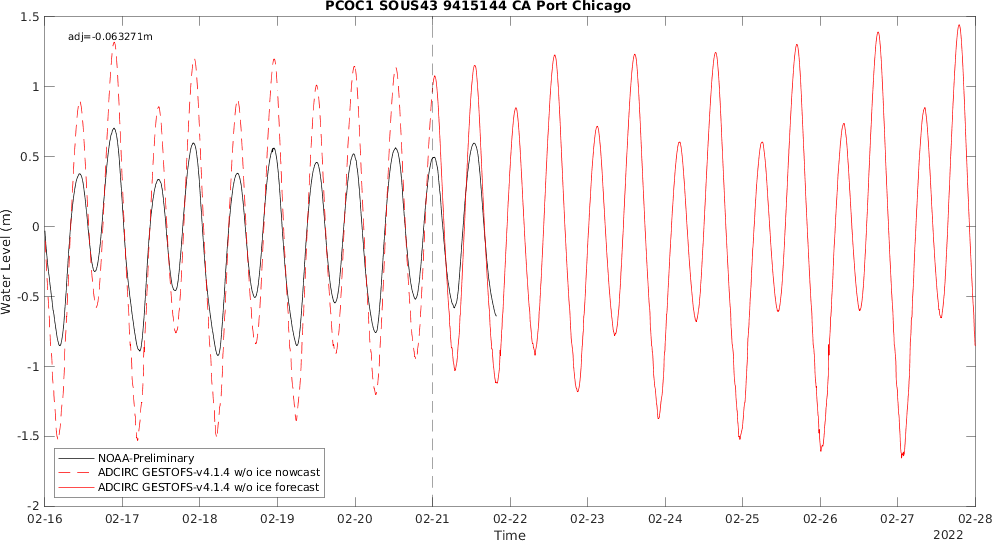 PCOC1 SOUS43 9415144 CA Port Chicago
adj=-0.063271m
1.5
1
0.5
0
-0.5
-1
-1.5
-2
Water Level (m)
NOAA-Preliminary
ADCIRC GESTOFS-v4.1.4 w/o ice nowcast
ADCIRC GESTOFS-v4.1.4 w/o ice forecast
02-16 02-17 02-18 02-19 02-20 02-21 02-22 02-23 02-24 02-25 02-26 02-27 02-28
Time
2022